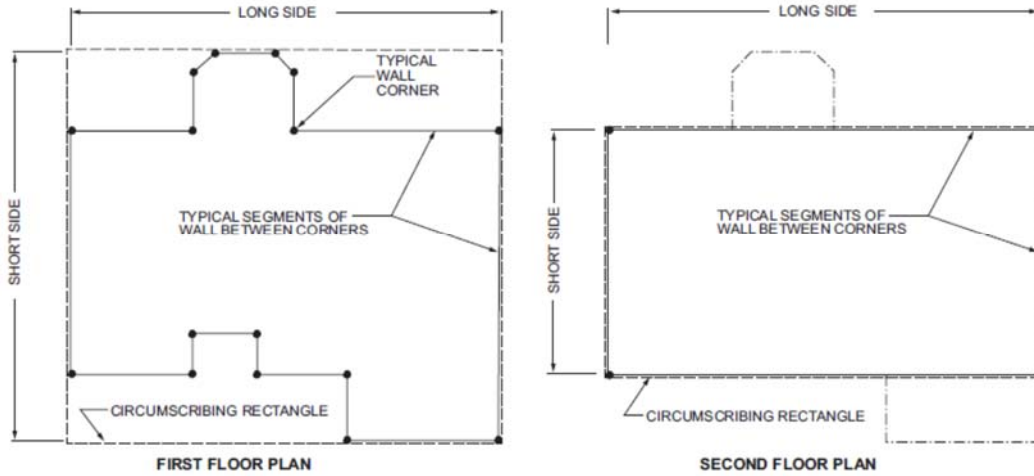 LONG SIDE
TYPICAL
WALL
CORNER
SHORT SIDE
TYPICAL SEGMENTS OF
WALL BETWEEN CORNERS
CIRCUMSCRIBING RECTANGLE
FIRST FLOOR PLAN
LONG SIDE
SHORT SIDE
TYPICAL SEGMENTS OF
WALL BETWEEN CORNERS
CIRCUMSCRIBING RECTANGLE
SECOND FLOOR PLAN